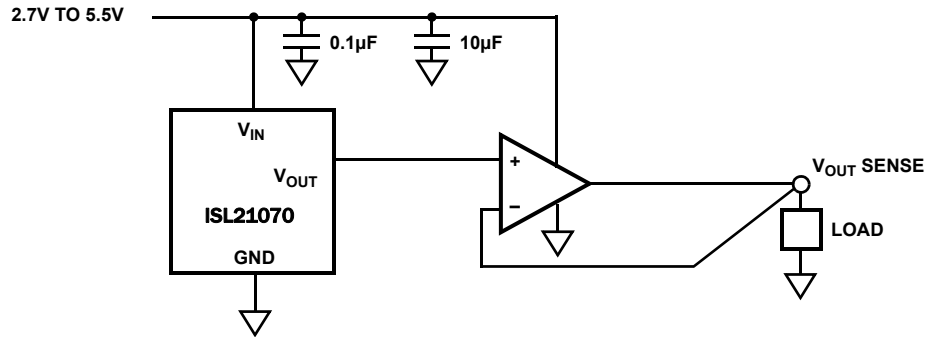 2.7V TO 5.5V
0.1µF
10µF
VIN
VOUT
ISL21070
GND
+
–
VOUT SENSE
LOAD